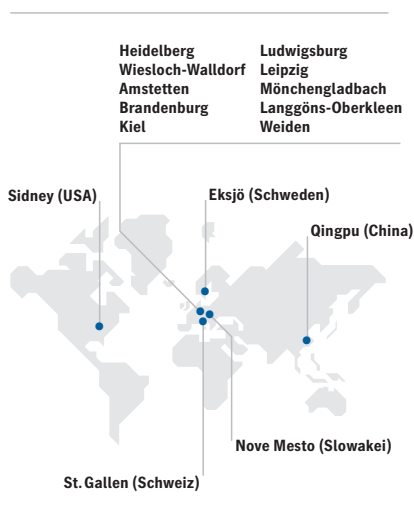 Heidelberg
Wiesloch-Walldorf
Amstetten
Brandenburg
Kiel
Ludwigsburg
Leipzig
Mönchengladbach
Langgöns-Oberkleen
Weiden
Sidney (USA)
Eksjö (Schweden)
Qingpu (China)
Nove Mesto (Slowakei)
St. Gallen (Schweiz)